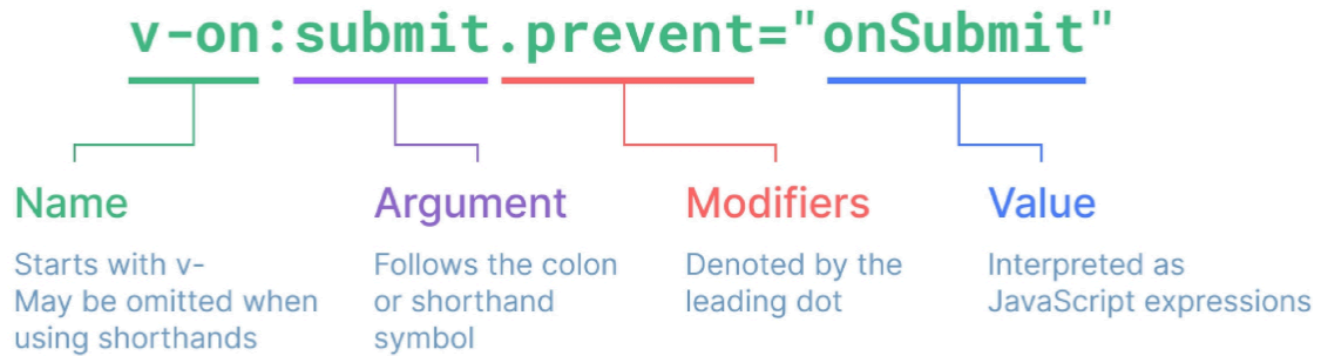 v-on:submit.prevent="onSubmit"
Name
Starts with v-
May be omitted when
using shorthands
Argument
Follows the colon
or shorthand
symbol
Modifiers
Denoted by the
leading dot
Value
Interpreted as
JavaScript expressions